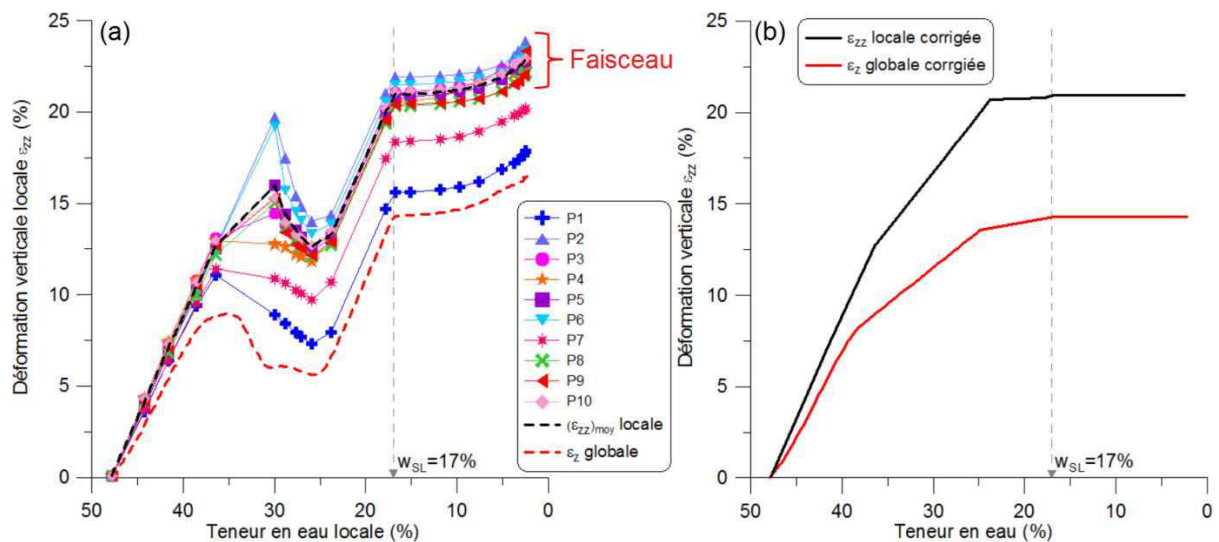 (a)
Déformation verticale locale εzz (%)
25
20
15
10
5
0
Faisceau
P1
P2
P3
P4
P5
P6
P7
P8
P9
P10
(εzz)moy locale
εz globale
wSL=17%
50 40 30 20 10 0
Teneur en eau locale (%)
(b)
Déformation verticale εzz (%)
25
20
15
10
5
0
εzz locale corrigée
εz globale corrgiée
wSL=17%
50 40 30 20 10 0
Teneur en eau (%)